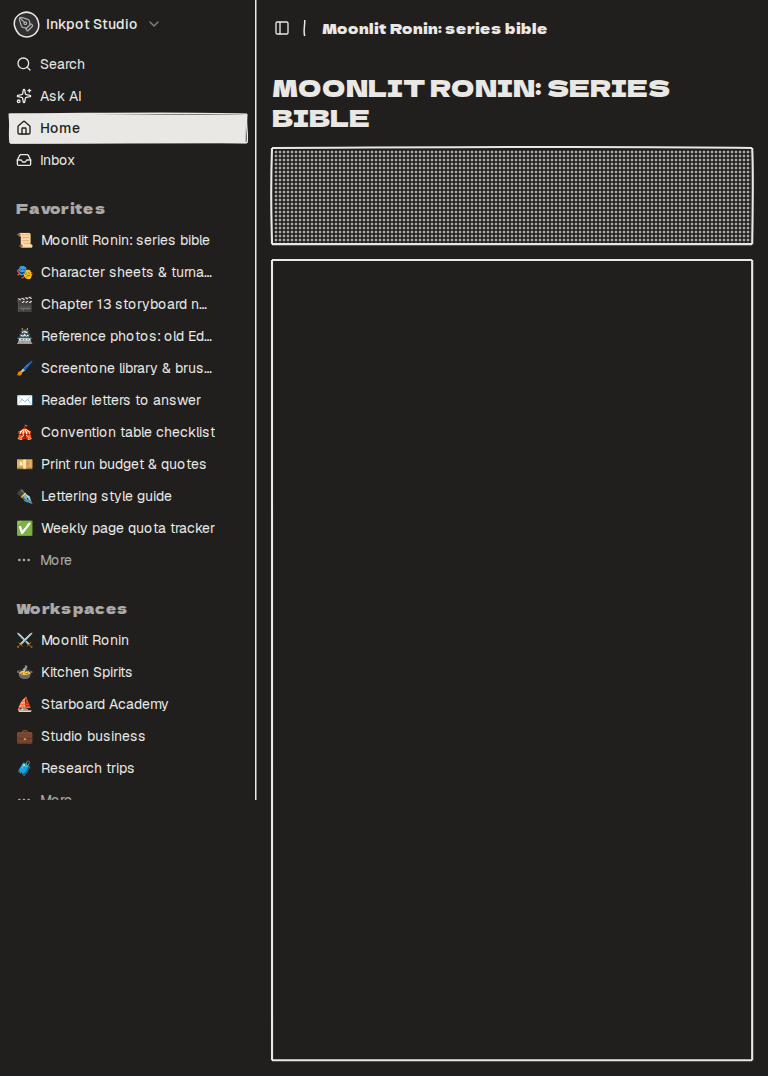 Inkpot Studio
Search
Ask AI
Home
Inbox
Favorites
Moonlit Ronin: series bible
Character sheets & turna…
Chapter 13 storyboard n…
Reference photos: old Ed…
Screentone library & brus…
Reader letters to answer
Convention table checklist
Print run budget & quotes
Lettering style guide
Weekly page quota tracker
More
Workspaces
Moonlit Ronin
Kitchen Spirits
Starboard Academy
Studio business
Research trips
More
Moonlit Ronin: series bible
MOONLIT RONIN: SERIES
BIBLE